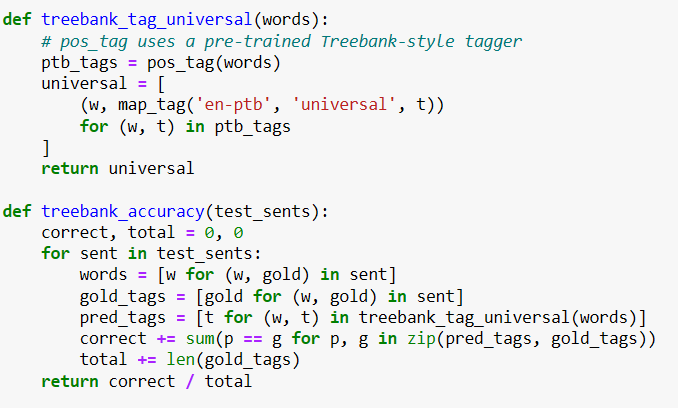 def treebank_tag_universal(words):
    # pos_tag uses a pre-trained Treebank-style tagger
    ptb_tags = pos_tag(words)
    universal = [
        (w, map_tag('en-ptb', 'universal', t))
        for (w, t) in ptb_tags
    ]
    return universal

def treebank_accuracy(test_sents):
    correct, total = 0, 0
    for sent in test_sents:
        words = [w for (w, gold) in sent]
        gold_tags = [gold for (w, gold) in sent]
        pred_tags = [t for (w, t) in treebank_tag_universal(words)]
        correct += sum(p == g for p, g in zip(pred_tags, gold_tags))
        total += len(gold_tags)
    return correct / total